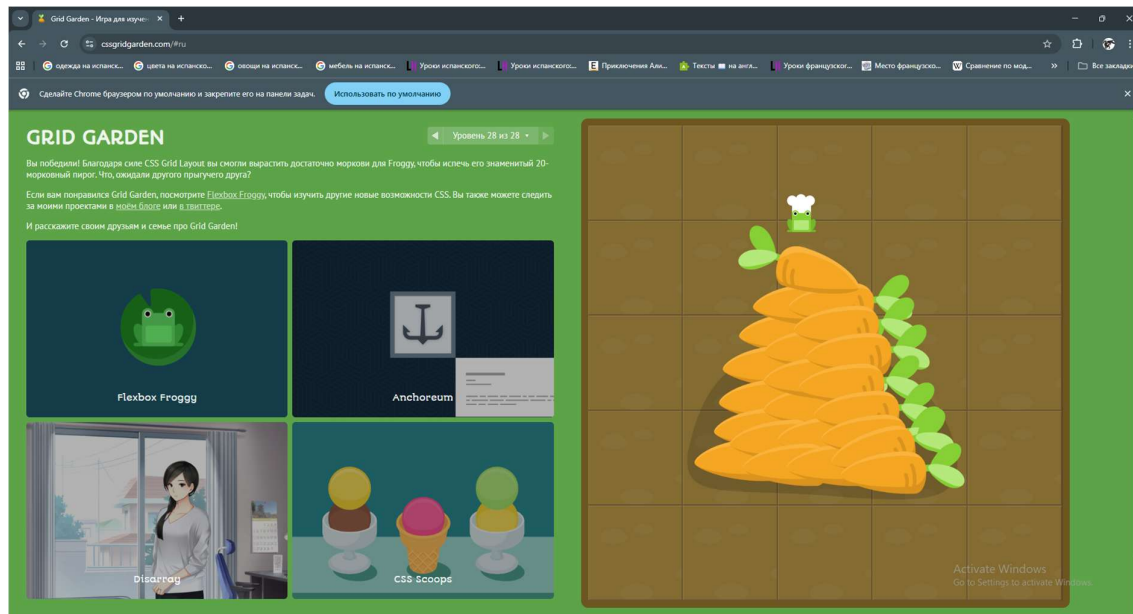 Grid Garden - Игра для изучен
cssgridgarden.com/#ru
одежда на испанск...
цвета на испанско...
овощи на испанск...
мебель на испанск...
Уроки испанского:...
Уроки испанского:...
Приключения Али...
Тексты на англ...
Уроки французског...
Место французско...
Сравнение по мод...
»
Все закладки
Сделайте Chrome браузером по умолчанию и закрепите его на панели задач.
Использовать по умолчанию
GRID GARDEN
Уровень 28 из 28
Вы победили! Благодаря силе CSS Grid Layout вы смогли вырастить достаточно моркови для Froggy, чтобы испечь его знаменитый 20-
морковный пирог. Что, ожидали другого прыгучего друга?
Если вам понравился Grid Garden, посмотрите Flexbox Froggy, чтобы изучить другие новые возможности CSS. Вы также можете следить
за моими проектами в моём блоге или в твиттере.
И расскажите своим друзьям и семье про Grid Garden!
Flexbox Froggy
Anchoreum
Disarray
CSS Scoops
Activate Windows
Go to Settings to activate Windows.